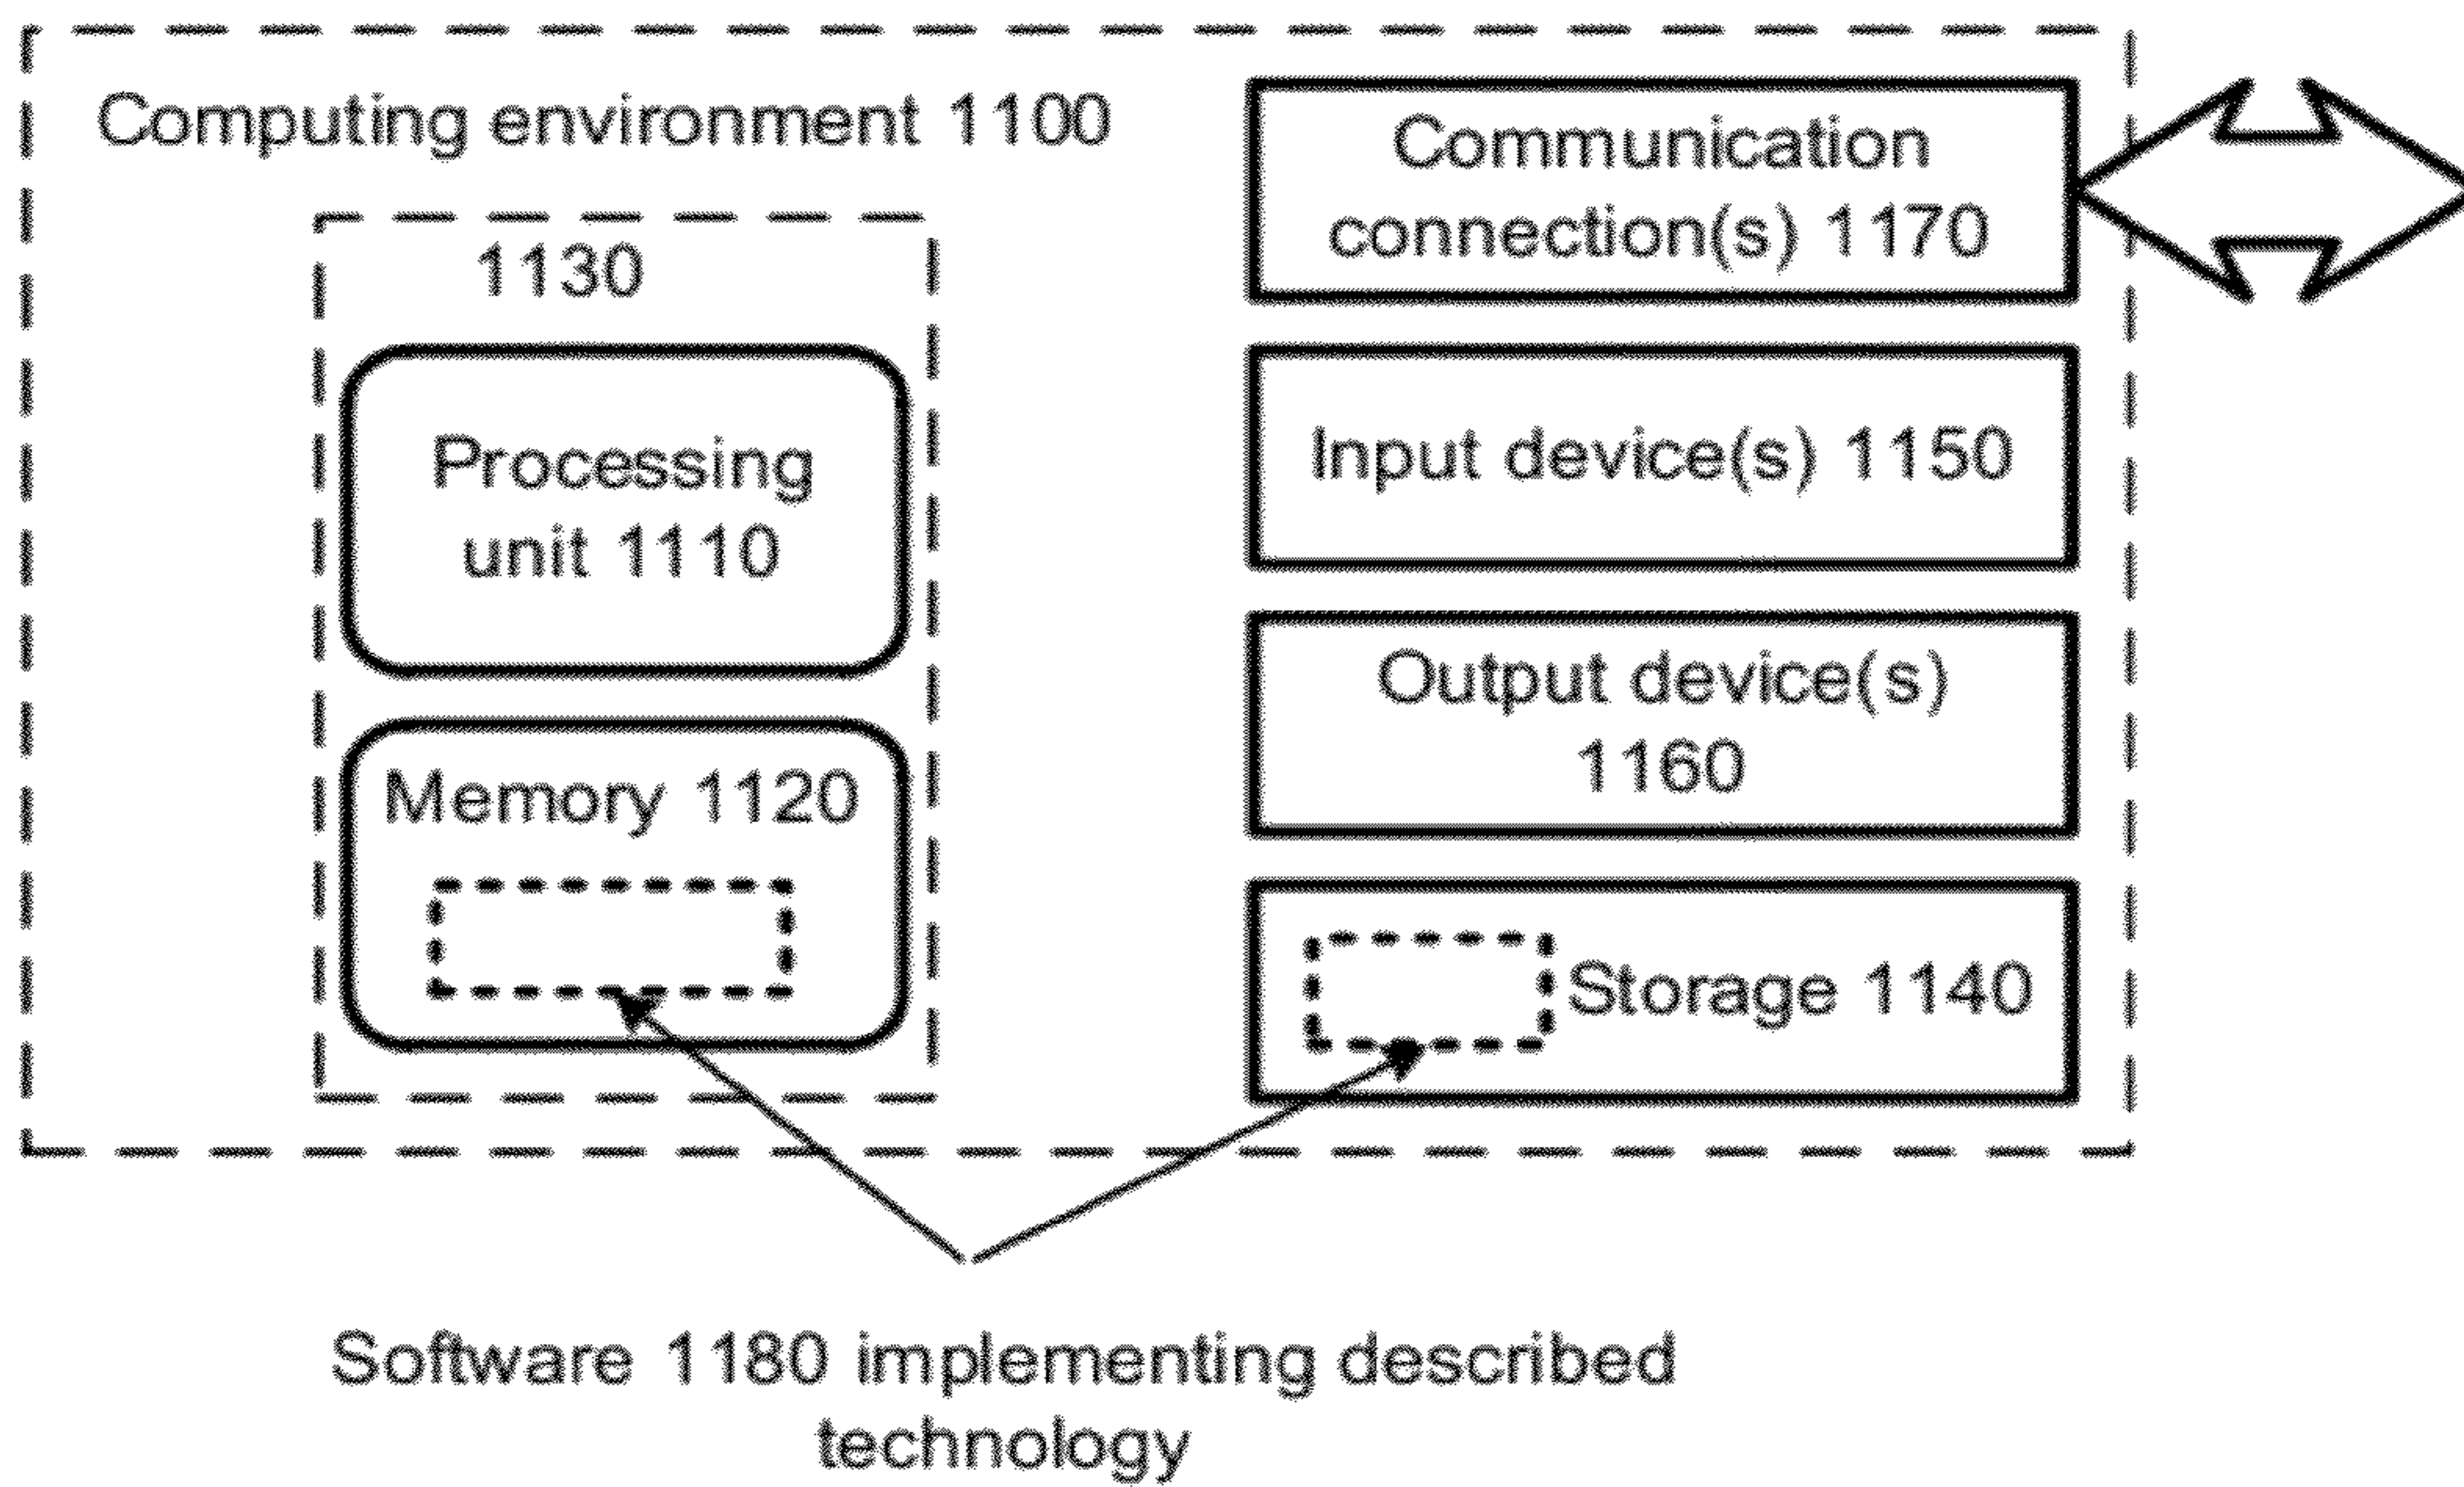 Computing environment 1100
1130
Processing
unit 1110
Memory 1120
Communication
connection(s) 1170
Input device(s) 1150
Output device(s)
1160
Storage 1140
Software 1180 implementing described
technology